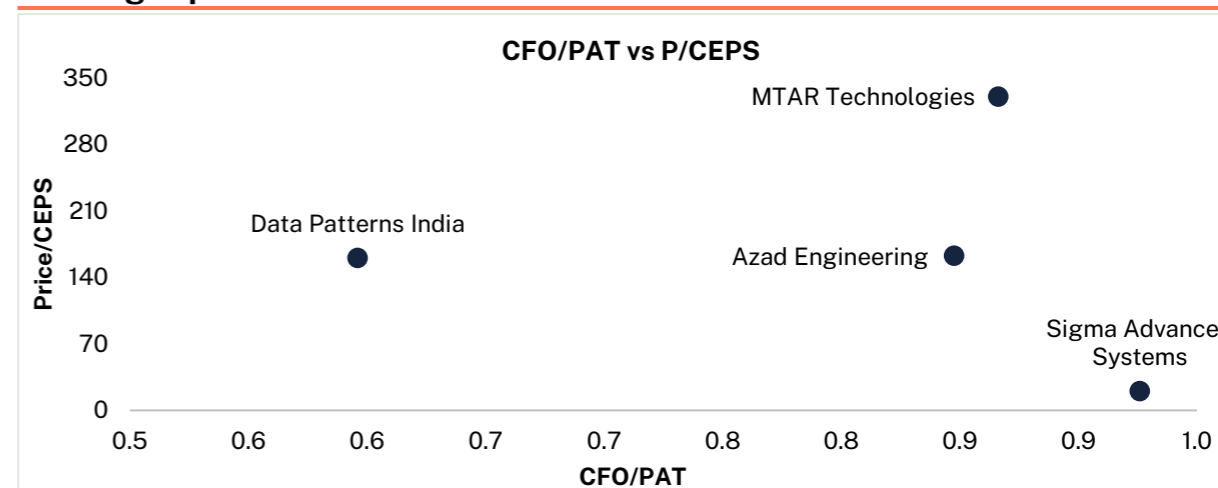 CFO/PAT vs P/CEPS
350
280
210
140
70
0
Price/CEPS
MTAR Technologies
Data Patterns India
Azad Engineering
Sigma Advance
Systems
0.5 0.6 0.6 0.7 0.7 0.8 0.8 0.9 0.9 1.0
CFO/PAT